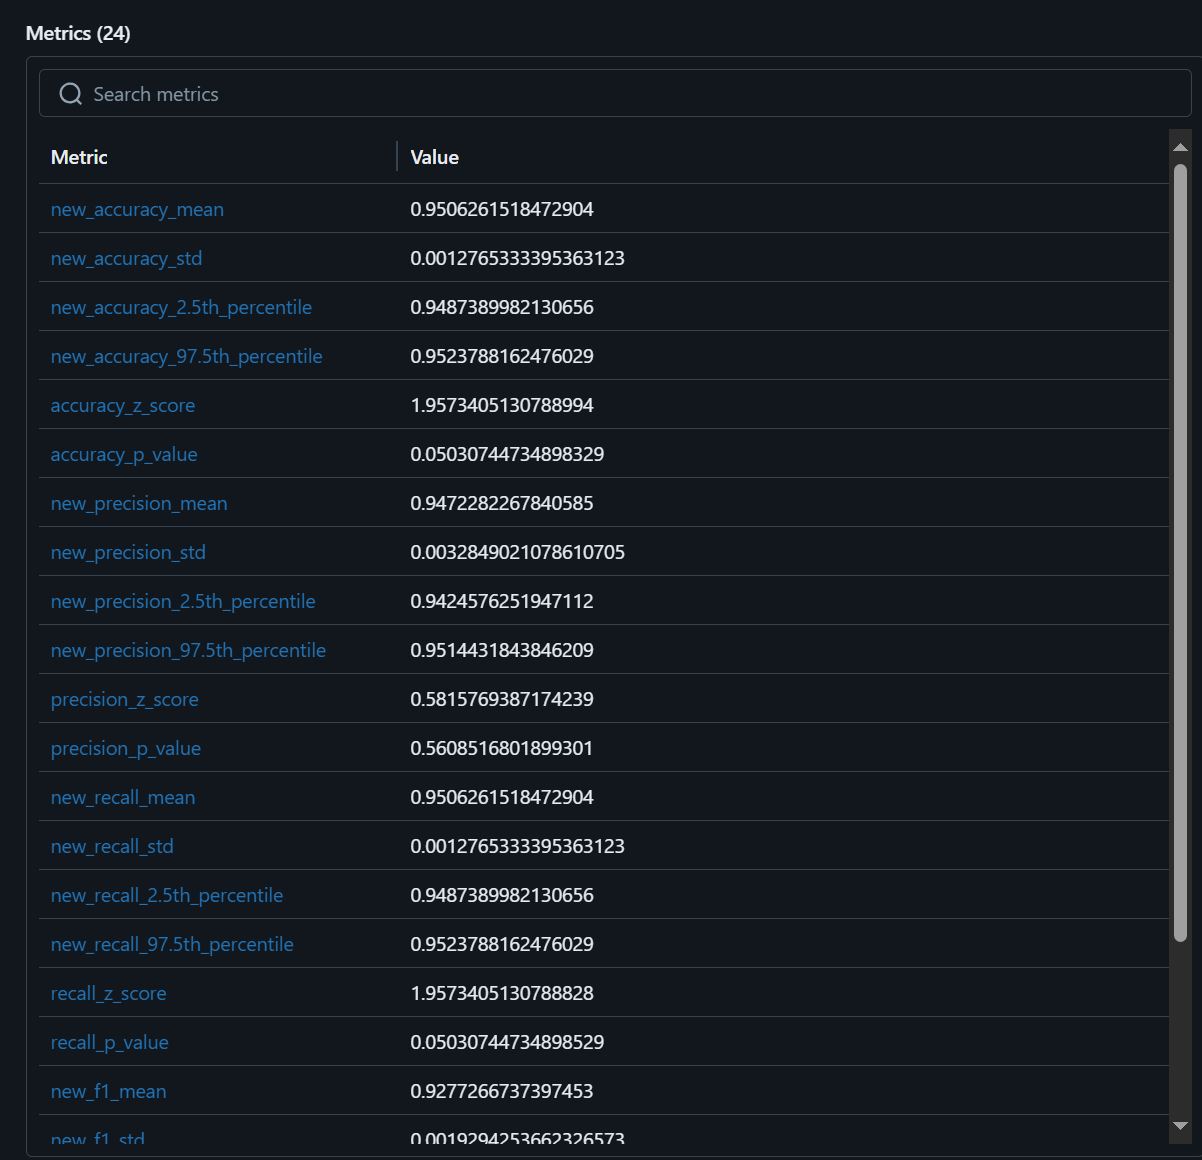 Metrics (24)
Search metrics
Metric Value
new_accuracy_mean 0.9506261518472904
new_accuracy_std 0.0012765333395363123
new_accuracy_2.5th_percentile 0.9487389982130656
new_accuracy_97.5th_percentile 0.9523788162476029
accuracy_z_score 1.9573405130788994
accuracy_p_value 0.05030744734898329
new_precision_mean 0.9472282267840585
new_precision_std 0.0032849021078610705
new_precision_2.5th_percentile 0.9424576251947112
new_precision_97.5th_percentile 0.9514431843846209
precision_z_score 0.5815769387174239
precision_p_value 0.5608516801899301
new_recall_mean 0.9506261518472904
new_recall_std 0.0012765333395363123
new_recall_2.5th_percentile 0.9487389982130656
new_recall_97.5th_percentile 0.9523788162476029
recall_z_score 1.9573405130788828
recall_p_value 0.05030744734898529
new_f1_mean 0.9277266737397453
new_f1_std 0.0019294253662326573